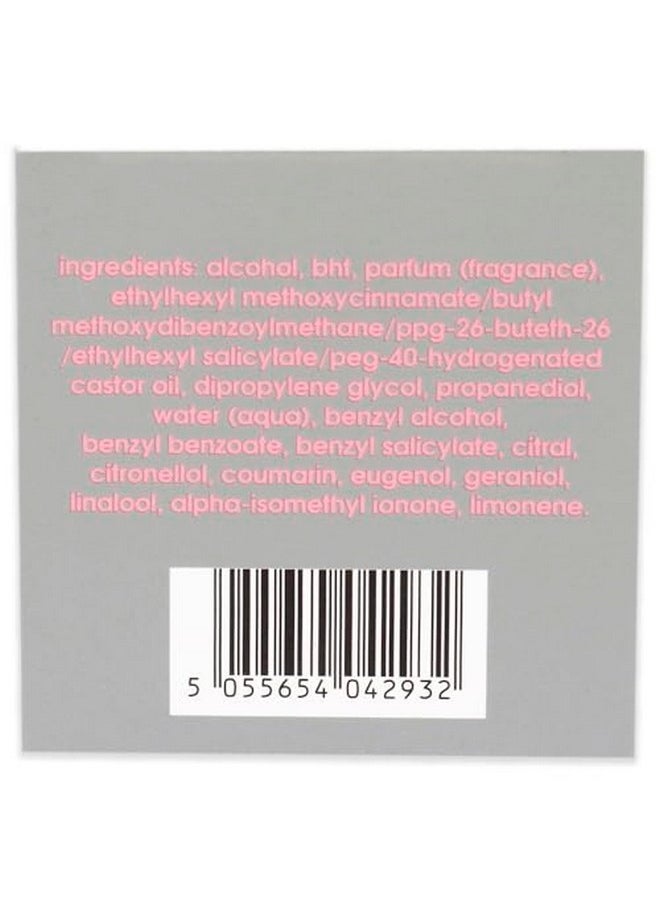 ingredients: alcohol, bht, parfum (fragrance),
ethylhexyl methoxycinnamate/butyl
methoxydibenzoylmethane/ppg-26-buteth-26
/ethylhexyl salicylate/peg-40-hydrogenated
castor oil, dipropylene glycol, propanediol,
water (aqua), benzyl alcohol,
benzyl benzoate, benzyl salicylate, citral,
citronellol, coumarin, eugenol, geraniol,
linalool, alpha-isomethyl ionone, limonene.
5 055654 042932